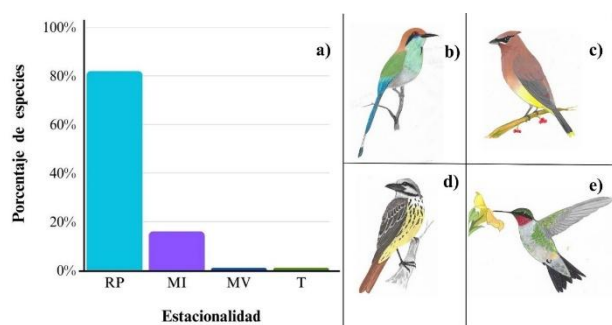 100%
80%
60%
40%
20%
0%
Porcentaje de especies
RP
MI
MV
T
Estacionalidad
a)
b)
c)
d)
e)